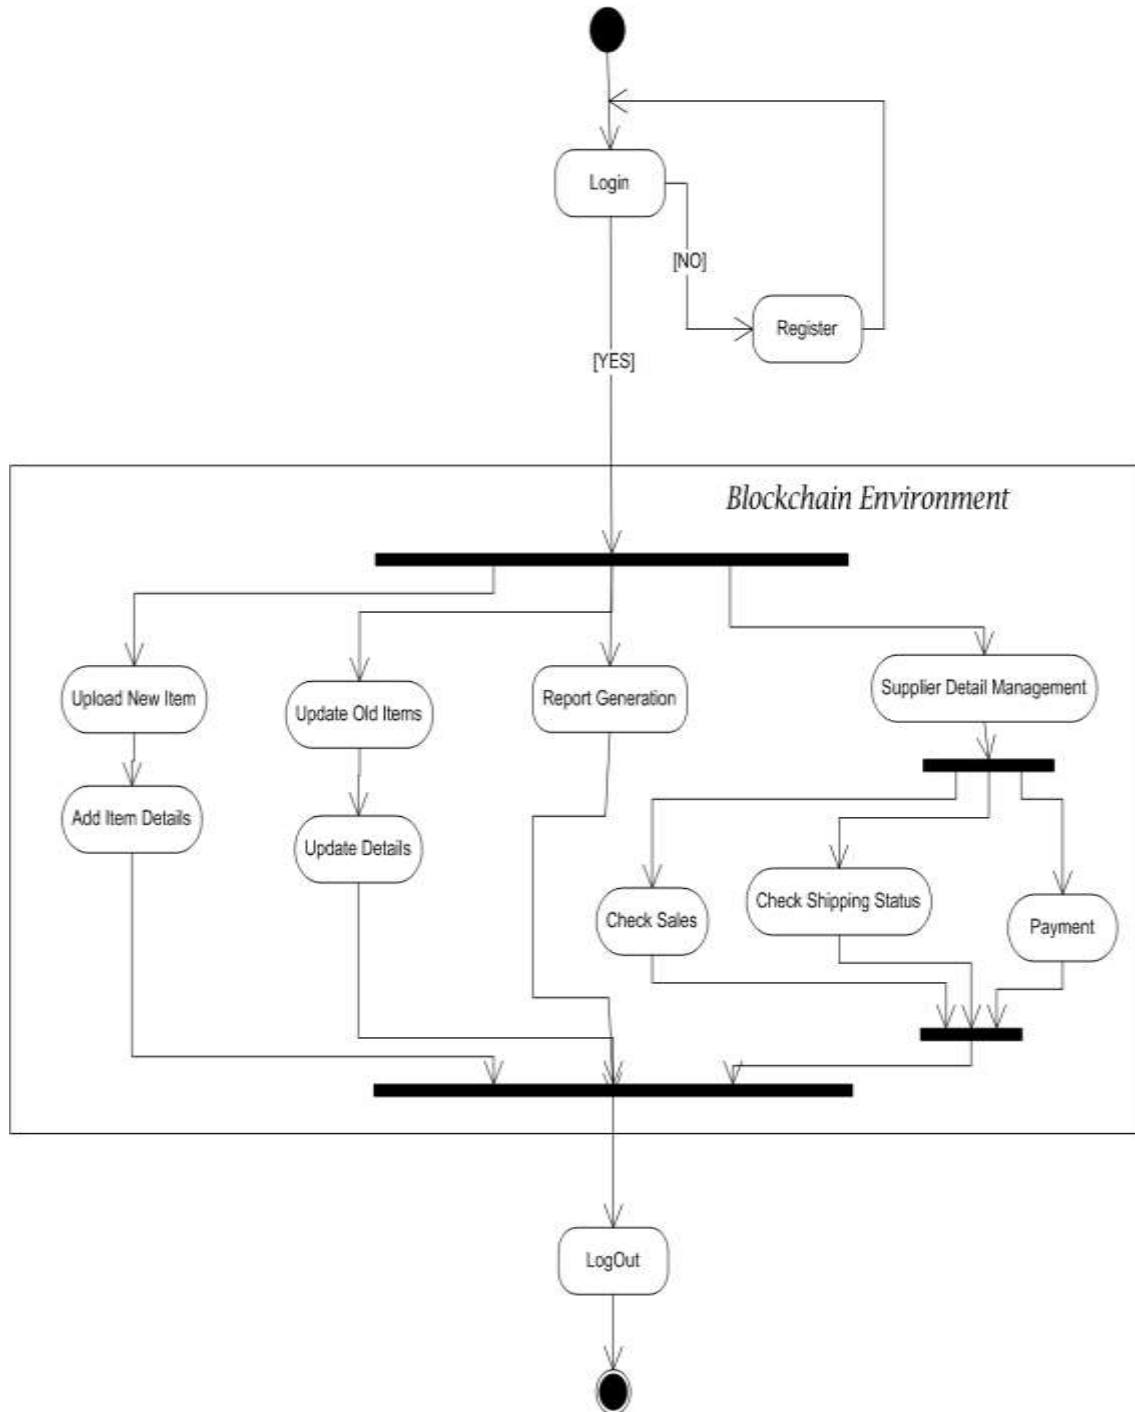 Login
[NO]
Register
[YES]
Blockchain Environment
Upload New Item
Update Old Items
Report Generation
Supplier Detail Management
Add Item Details
Update Details
Check Sales
Check Shipping Status
Payment
LogOut